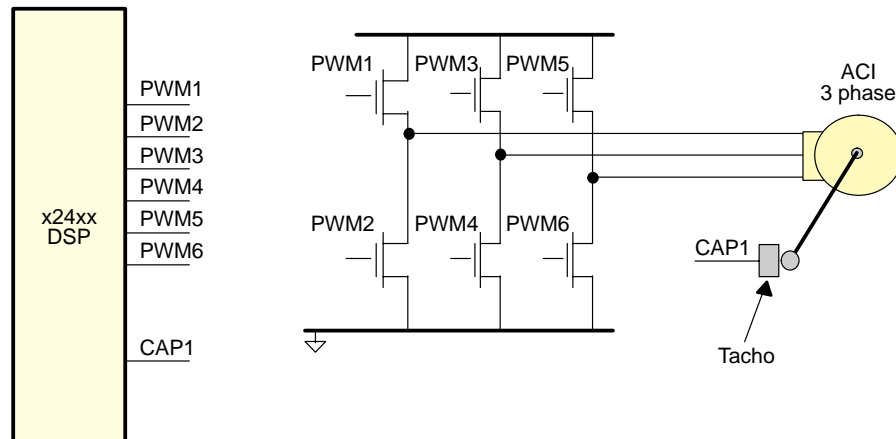 x24xx
DSP
PWM1
PWM2
PWM3
PWM4
PWM5
PWM6
CAP1
PWM1
PWM3
PWM5
PWM2
PWM4
PWM6
ACI
3 phase
CAP1
Tacho